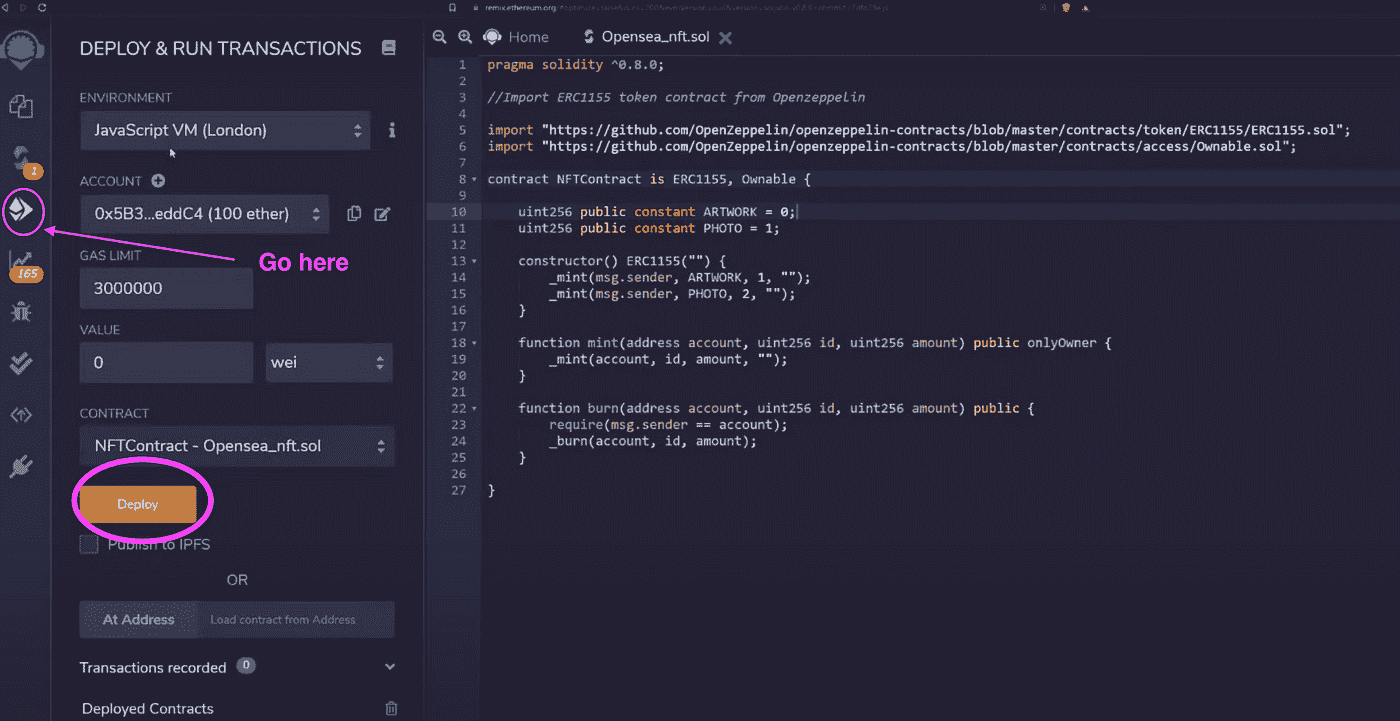 remix.ethereum.org
DEPLOY & RUN TRANSACTIONS
ENVIRONMENT
JavaScript VM (London)
1
ACCOUNT
0x5B3...eddC4 (100 ether)
Go here
GAS LIMIT
165
3000000
VALUE
0
wei
CONTRACT
NFTContract - Opensea_nft.sol
Deploy
Publish to IPFS
OR
At Address
Load contract from Address
Transactions recorded 0
Deployed Contracts
Home
Opensea_nft.sol
1 pragma solidity ^0.8.0;
2
3 //Import ERC1155 token contract from Openzeppelin
4
5 import "https://github.com/OpenZeppelin/openzeppelin-contracts/blob/master/contracts/token/ERC1155/ERC1155.sol";
6 import "https://github.com/OpenZeppelin/openzeppelin-contracts/blob/master/contracts/access/Ownable.sol";
7
8 contract NFTContract is ERC1155, Ownable {
9
10 uint256 public constant ARTWORK = 0;
11 uint256 public constant PHOTO = 1;
12
13 constructor() ERC1155("") {
14 _mint(msg.sender, ARTWORK, 1, "");
15 _mint(msg.sender, PHOTO, 2, "");
16 }
17
18 function mint(address account, uint256 id, uint256 amount) public onlyOwner {
19 _mint(account, id, amount, "");
20 }
21
22 function burn(address account, uint256 id, uint256 amount) public {
23 require(msg.sender == account);
24 _burn(account, id, amount);
25 }
26
27 }